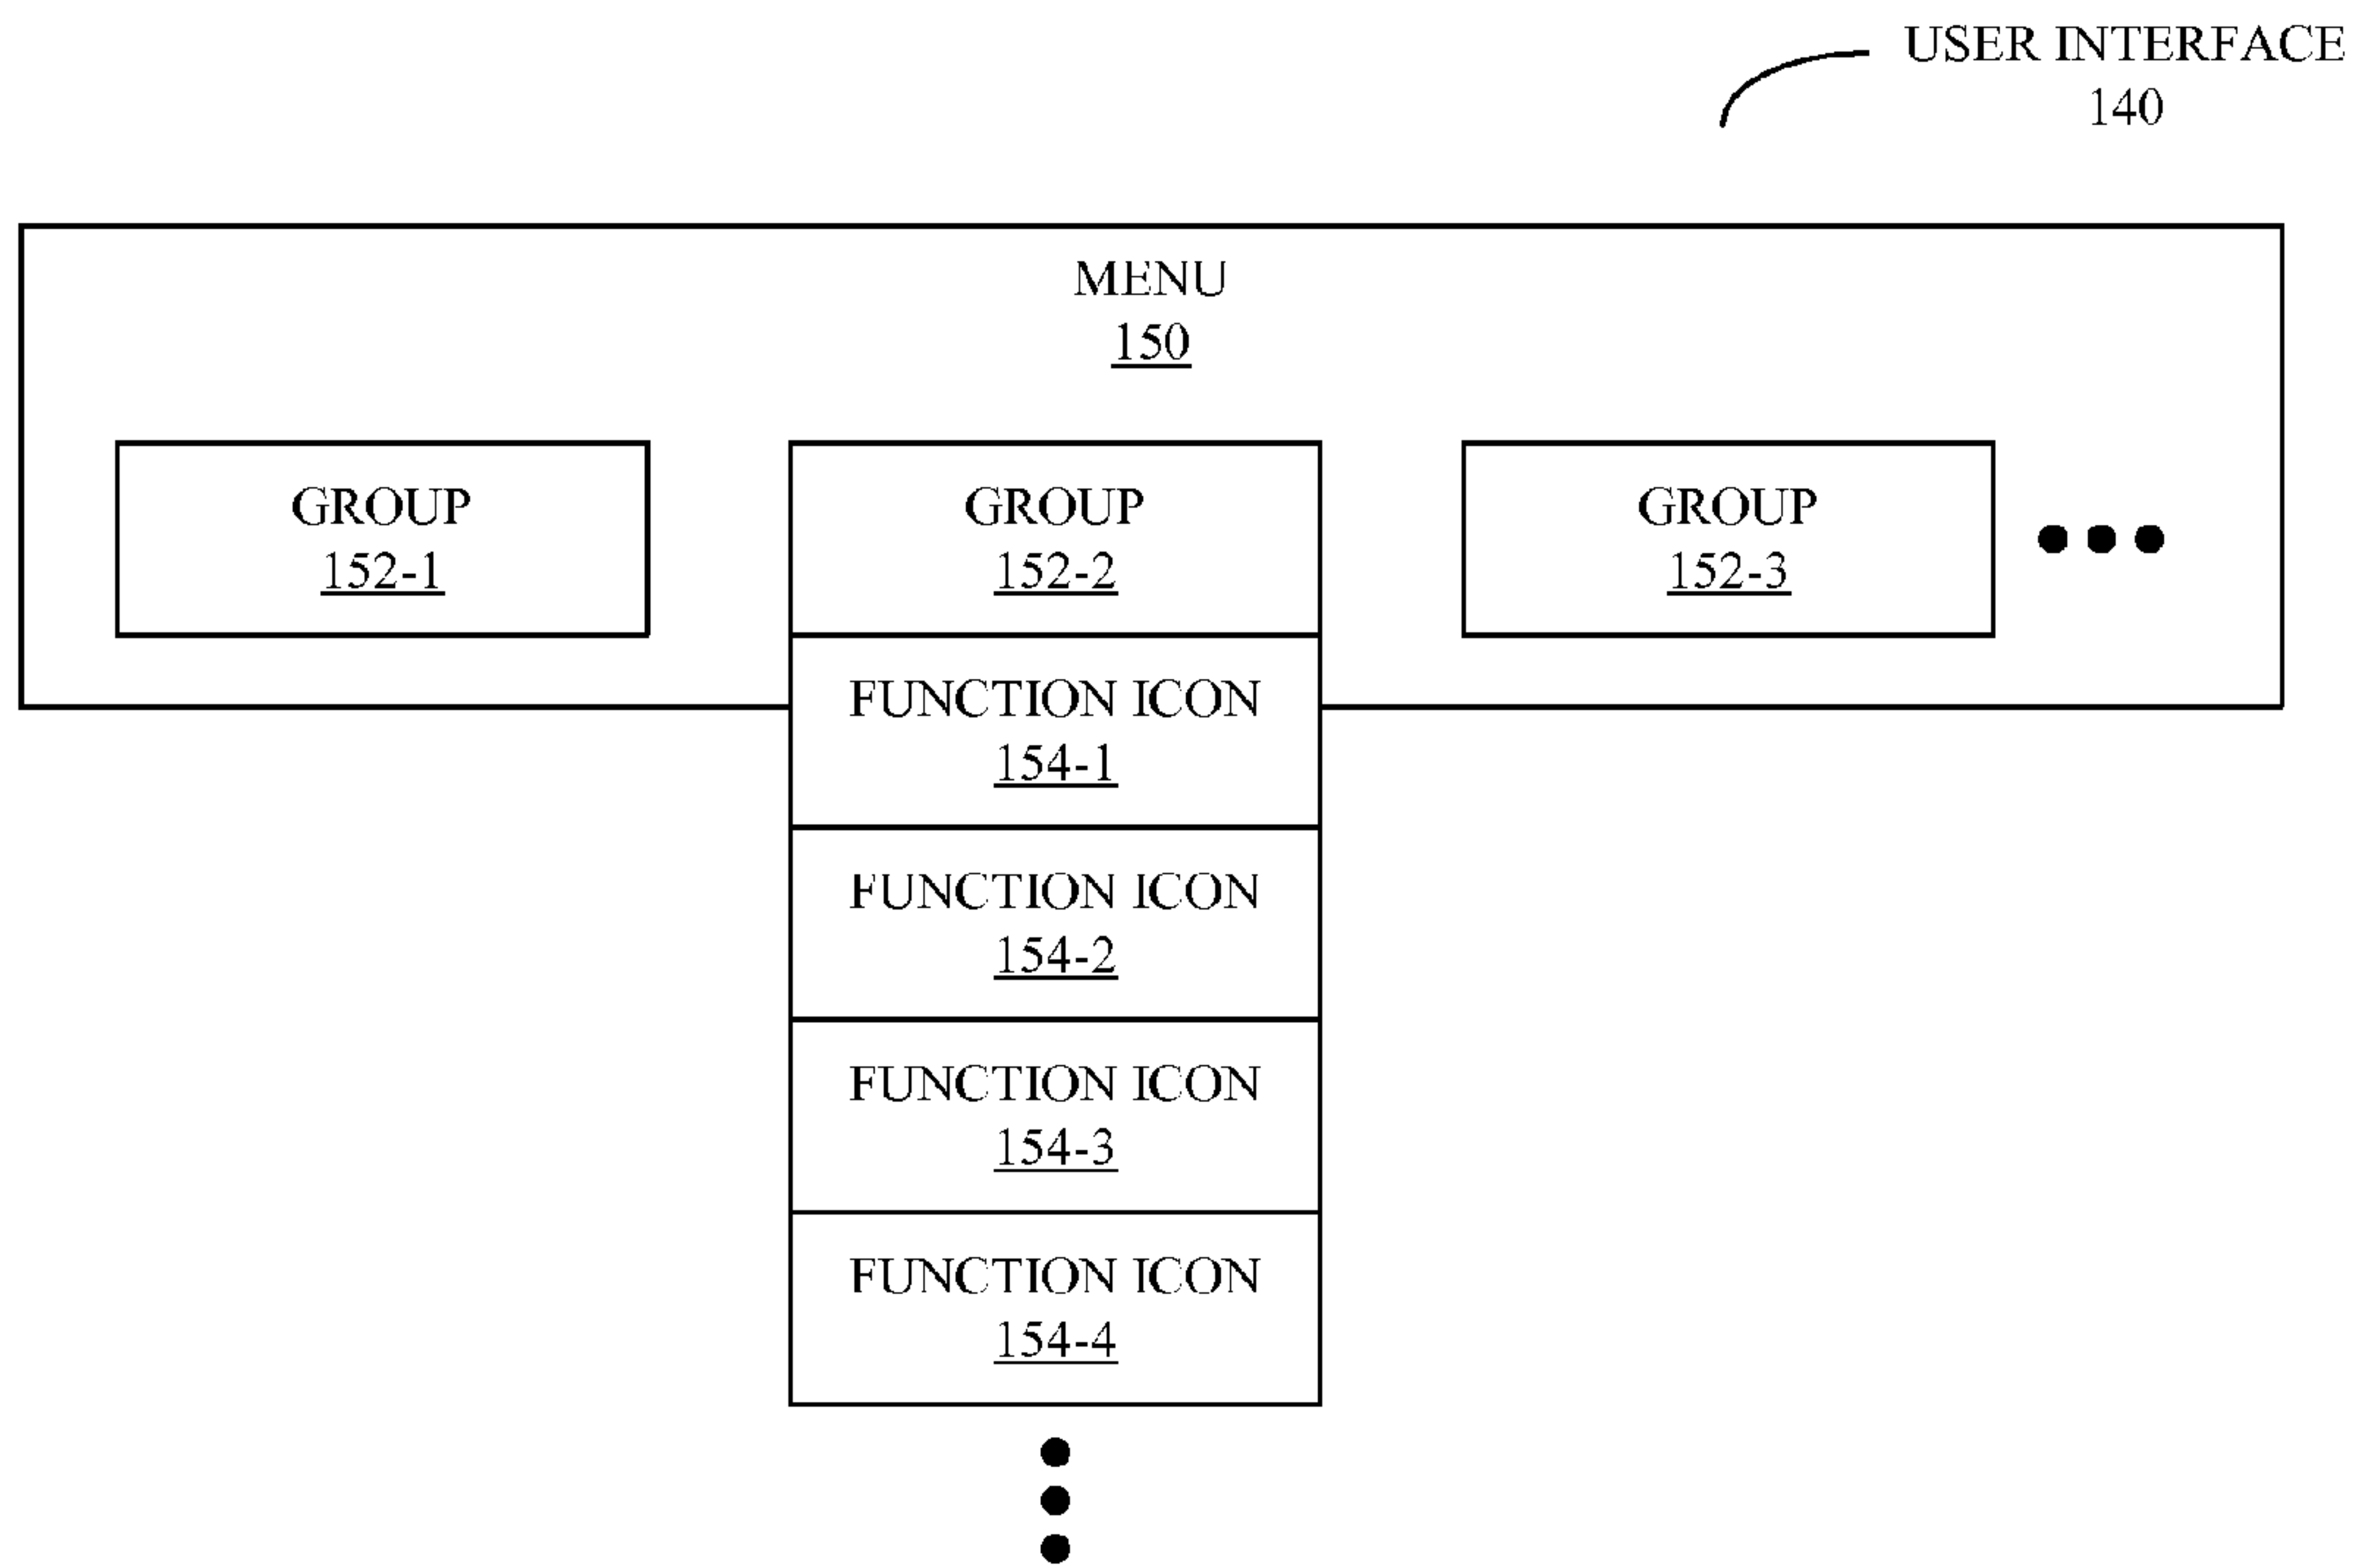 USER INTERFACE
140
MENU
150
GROUP
152-1
GROUP
152-2
GROUP
152-3
FUNCTION ICON
154-1
FUNCTION ICON
154-2
FUNCTION ICON
154-3
FUNCTION ICON
154-4